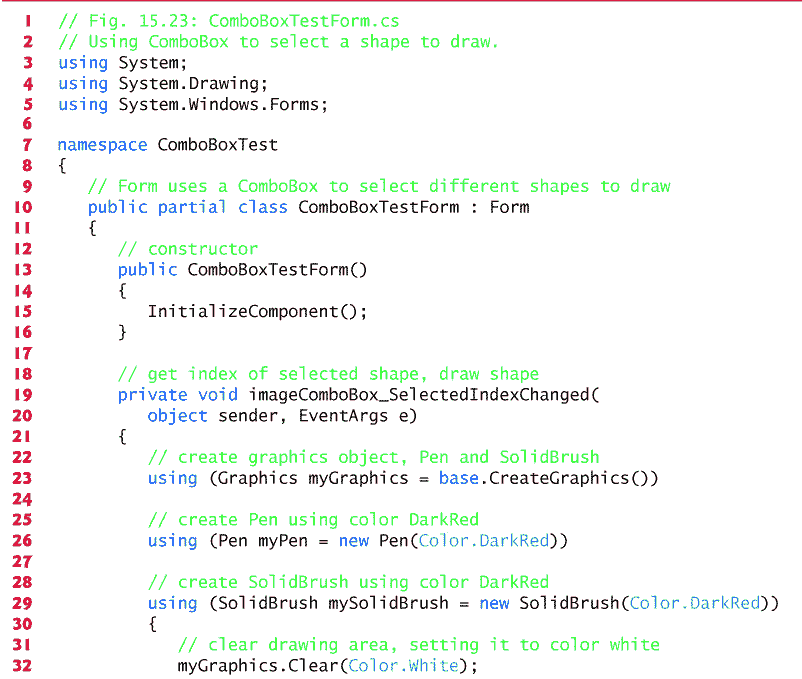 1 // Fig. 15.23: ComboBoxTestForm.cs
2 // Using ComboBox to select a shape to draw.
3 using System;
4 using System.Drawing;
5 using System.Windows.Forms;
6
7 namespace ComboBoxTest
8 {
9 // Form uses a ComboBox to select different shapes to draw
10 public partial class ComboBoxTestForm : Form
11 {
12 // constructor
13 public ComboBoxTestForm()
14 {
15 InitializeComponent();
16 }
17
18 // get index of selected shape, draw shape
19 private void imageComboBox_SelectedIndexChanged(
20 object sender, EventArgs e)
21 {
22 // create graphics object, Pen and SolidBrush
23 using (Graphics myGraphics = base.CreateGraphics())
24
25 // create Pen using color DarkRed
26 using (Pen myPen = new Pen(Color.DarkRed))
27
28 // create SolidBrush using color DarkRed
29 using (SolidBrush mySolidBrush = new SolidBrush(Color.DarkRed))
30 {
31 // clear drawing area, setting it to color white
32 myGraphics.Clear(Color.White);